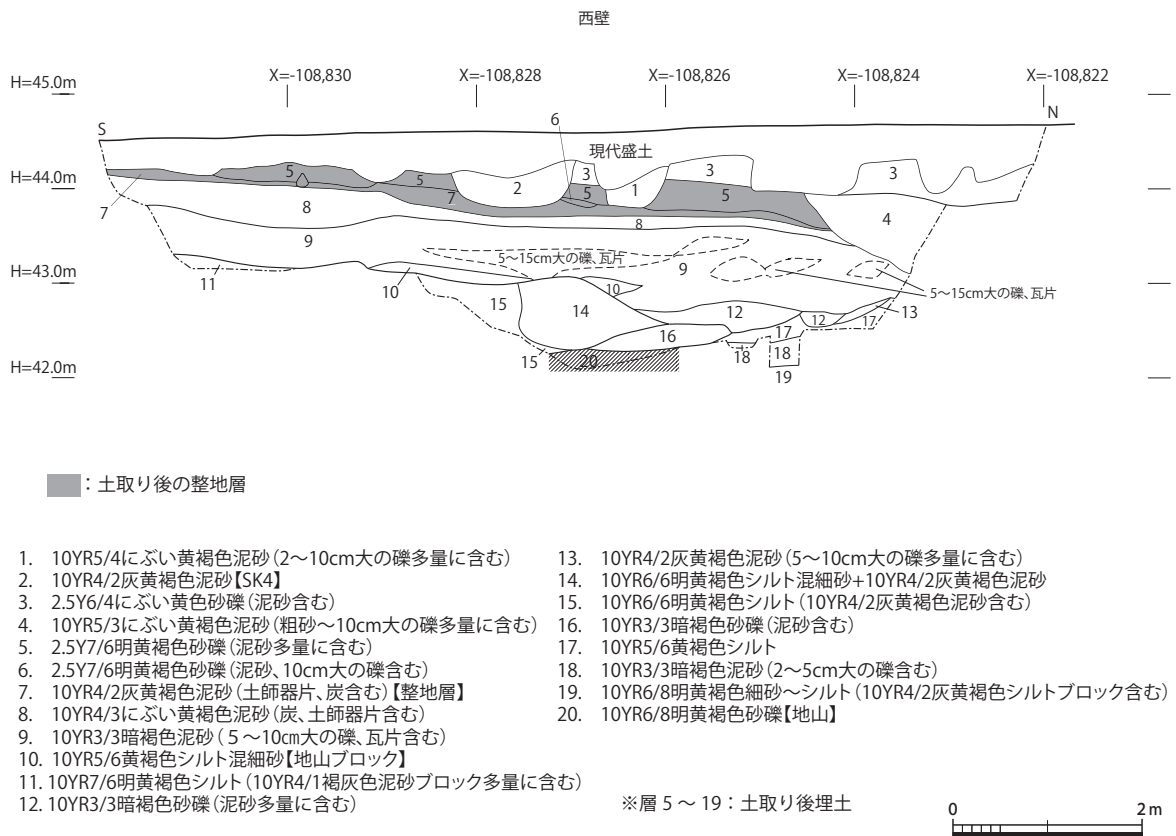 西壁
X=-108,830 X=-108,828 X=-108,826 X=-108,824 X=-108,822
H=45.0m
S 6 N
現代盛土
H=44.0m
5 5 2 3 5 1 3 5 3 4
7 8 7 8
9 5〜15cm大の礫、瓦片 9
H=43.0m
11 10 10 5〜15cm大の礫、瓦片
15 14 12 12 17 13
16 17
15 20 18 18
H=42.0m
19
：土取り後の整地層
1. 10YR5/4にぶい黄褐色泥砂（2〜10cm大の礫多量に含む）
2. 10YR4/2灰黄褐色泥砂【SK4】
3. 2.5Y6/4にぶい黄色砂礫（泥砂含む）
4. 10YR5/3にぶい黄褐色泥砂（粗砂〜10cm大の礫多量に含む）
5. 2.5Y7/6明黄褐色砂礫（泥砂多量に含む）
6. 2.5Y7/6明黄褐色砂礫（泥砂、10cm大の礫含む）
7. 10YR4/2灰黄褐色泥砂（土師器片、炭含む）【整地層】
8. 10YR4/3にぶい黄褐色泥砂（炭、土師器片含む）
9. 10YR3/3暗褐色泥砂（５〜10㎝大の礫、瓦片含む）
10. 10YR5/6黄褐色シルト混細砂【地山ブロック】
11. 10YR7/6明黄褐色シルト（10YR4/1褐灰色泥砂ブロック多量に含む）
12. 10YR3/3暗褐色砂礫（泥砂多量に含む）
13. 10YR4/2灰黄褐色泥砂（5〜10cm大の礫多量に含む）
14. 10YR6/6明黄褐色シルト混細砂+10YR4/2灰黄褐色泥砂
15. 10YR6/6明黄褐色シルト（10YR4/2灰黄褐色泥砂含む）
16. 10YR3/3暗褐色砂礫（泥砂含む）
17. 10YR5/6黄褐色シルト
18. 10YR3/3暗褐色泥砂（2〜5cm大の礫含む）
19. 10YR6/8明黄褐色細砂〜シルト（10YR4/2灰黄褐色シルトブロック含む）
20. 10YR6/8明黄褐色砂礫【地山】
※層 5 〜 19：土取り後埋土
0 2m